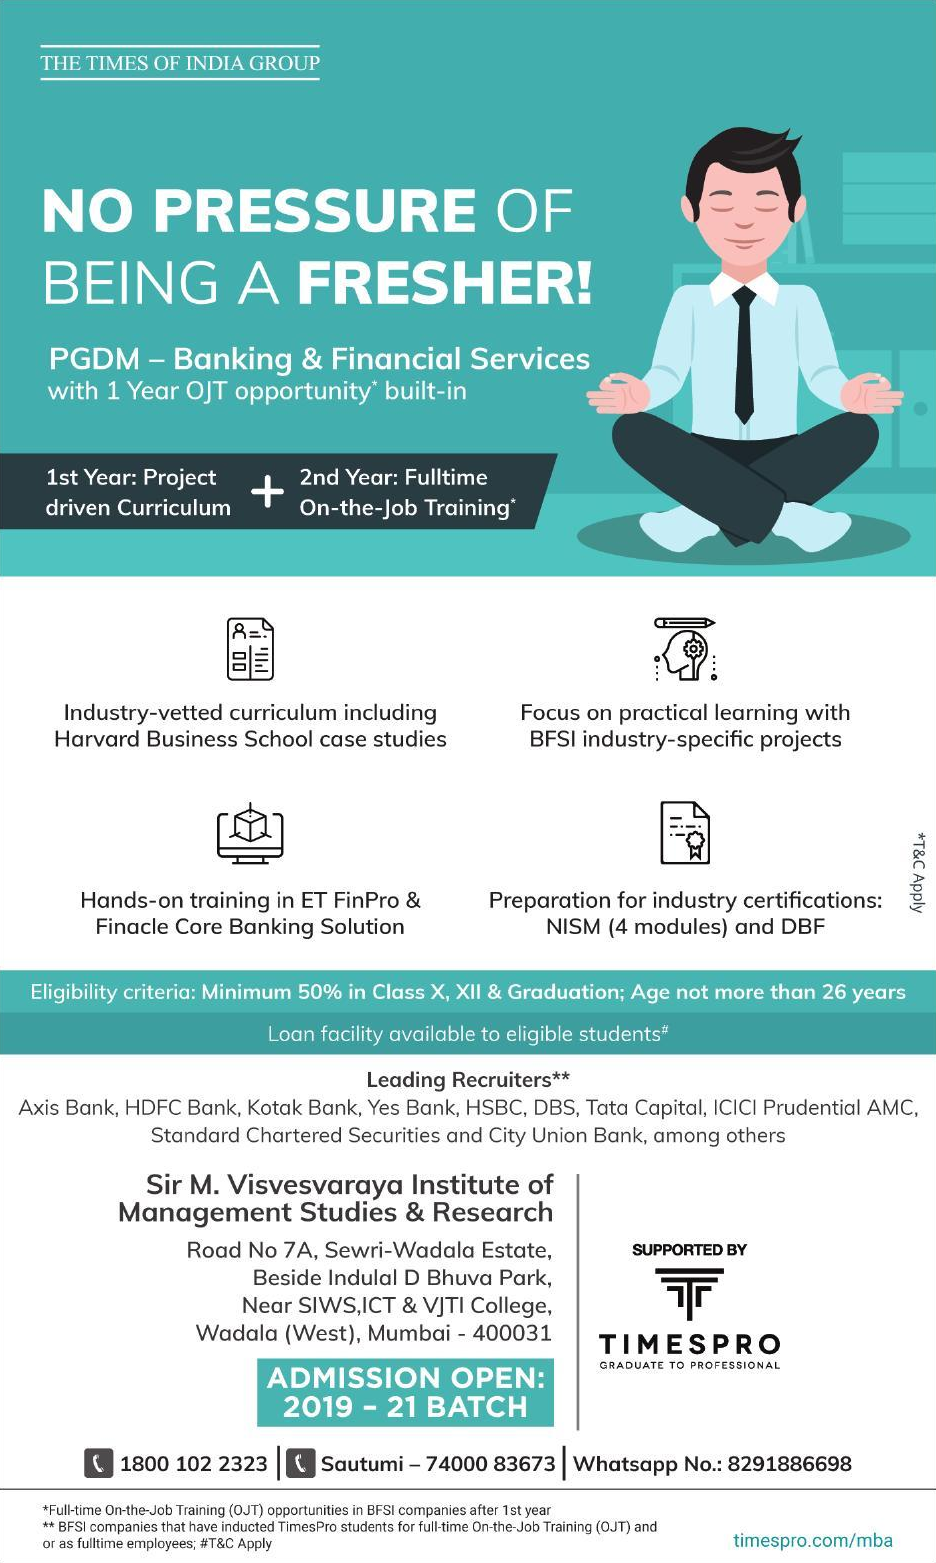 THE TIMES OF INDIA GROUP
NO PRESSURE OF
BEING A FRESHER!
PGDM – Banking & Financial Services
with 1 Year OJT opportunity* built-in
1st Year: Project
driven Curriculum
+
2nd Year: Fulltime
On-the-Job Training*
Industry-vetted curriculum including
Harvard Business School case studies
Focus on practical learning with
BFSI industry-specific projects
Hands-on training in ET FinPro &
Finacle Core Banking Solution
Preparation for industry certifications:
NISM (4 modules) and DBF
*T&C Apply
Eligibility criteria: Minimum 50% in Class X, XII & Graduation; Age not more than 26 years
Loan facility available to eligible students#
Leading Recruiters**
Axis Bank, HDFC Bank, Kotak Bank, Yes Bank, HSBC, DBS, Tata Capital, ICICI Prudential AMC,
Standard Chartered Securities and City Union Bank, among others
Sir M. Visvesvaraya Institute of
Management Studies & Research
Road No 7A, Sewri-Wadala Estate,
Beside Indulal D Bhuva Park,
Near SIWS,ICT & VJTI College,
Wadala (West), Mumbai - 400031
ADMISSION OPEN:
2019 – 21 BATCH
SUPPORTED BY
TIMESPRO
GRADUATE TO PROFESSIONAL
1800 102 2323 | Sautumi – 74000 83673 | Whatsapp No.: 8291886698
*Full-time On-the-Job Training (OJT) opportunities in BFSI companies after 1st year
** BFSI companies that have inducted TimesPro students for full-time On-the-Job Training (OJT) and
or as fulltime employees; #T&C Apply
timespro.com/mba